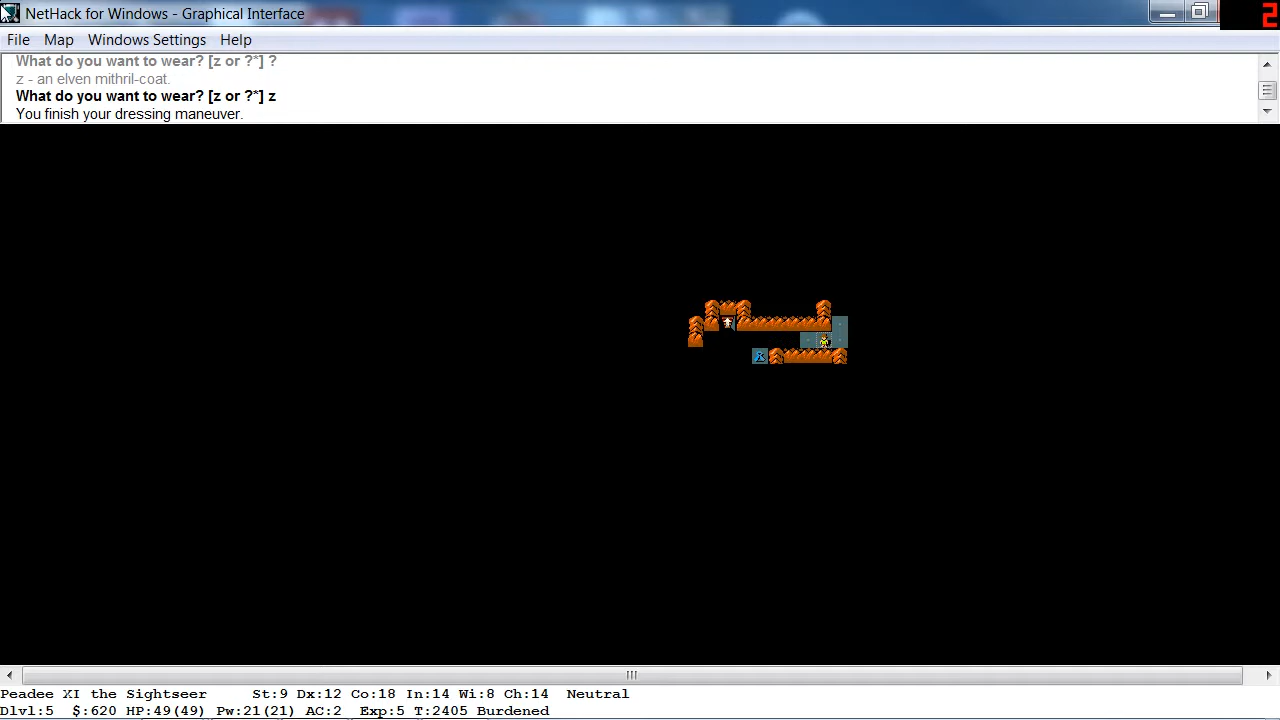 NetHack for Windows - Graphical Interface
2
File Map Windows Settings Help
What do you want to wear? [z or ?*] ?
z - an elven mithril-coat.
What do you want to wear? [z or ?*] z
You finish your dressing maneuver.
Peadee XI the Sightseer St:9 Dx:12 Co:18 In:14 Wi:8 Ch:14 Neutral
Dlvl:5 $:620 HP:49(49) Pw:21(21) AC:2 Exp:5 T:2405 Burdened